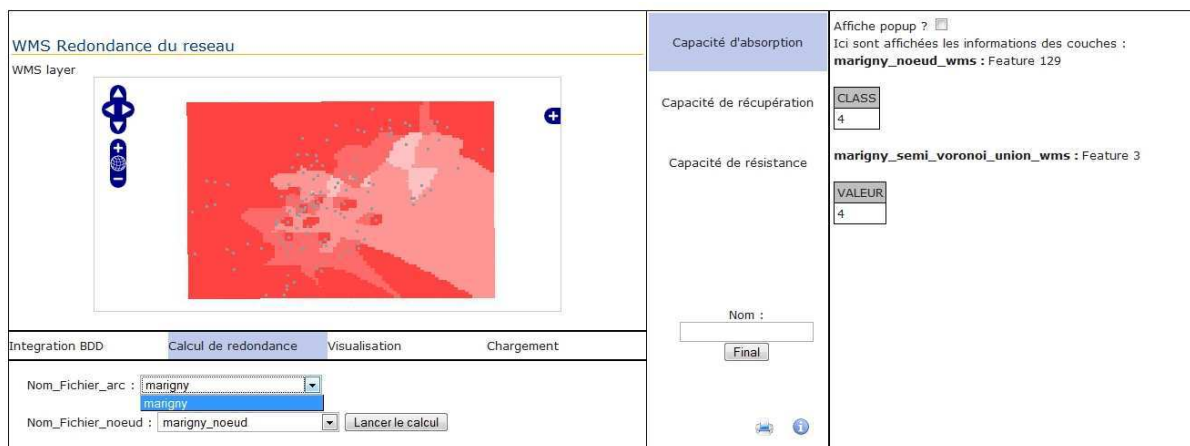 WMS Redondance du reseau
WMS layer
Integration BDD
Calcul de redondance
Visualisation
Chargement
Nom_Fichier_arc :
marigny
marigny
Nom_Fichier_noeud :
marigny_noeud
Lancer le calcul
Capacité d'absorption
Capacité de récupération
Capacité de résistance
Nom :
Final
Affiche popup ?
Ici sont affichées les informations des couches :
marigny_noeud_wms : Feature 129
CLASS
4
marigny_semi_voronoi_union_wms : Feature 3
VALEUR
4